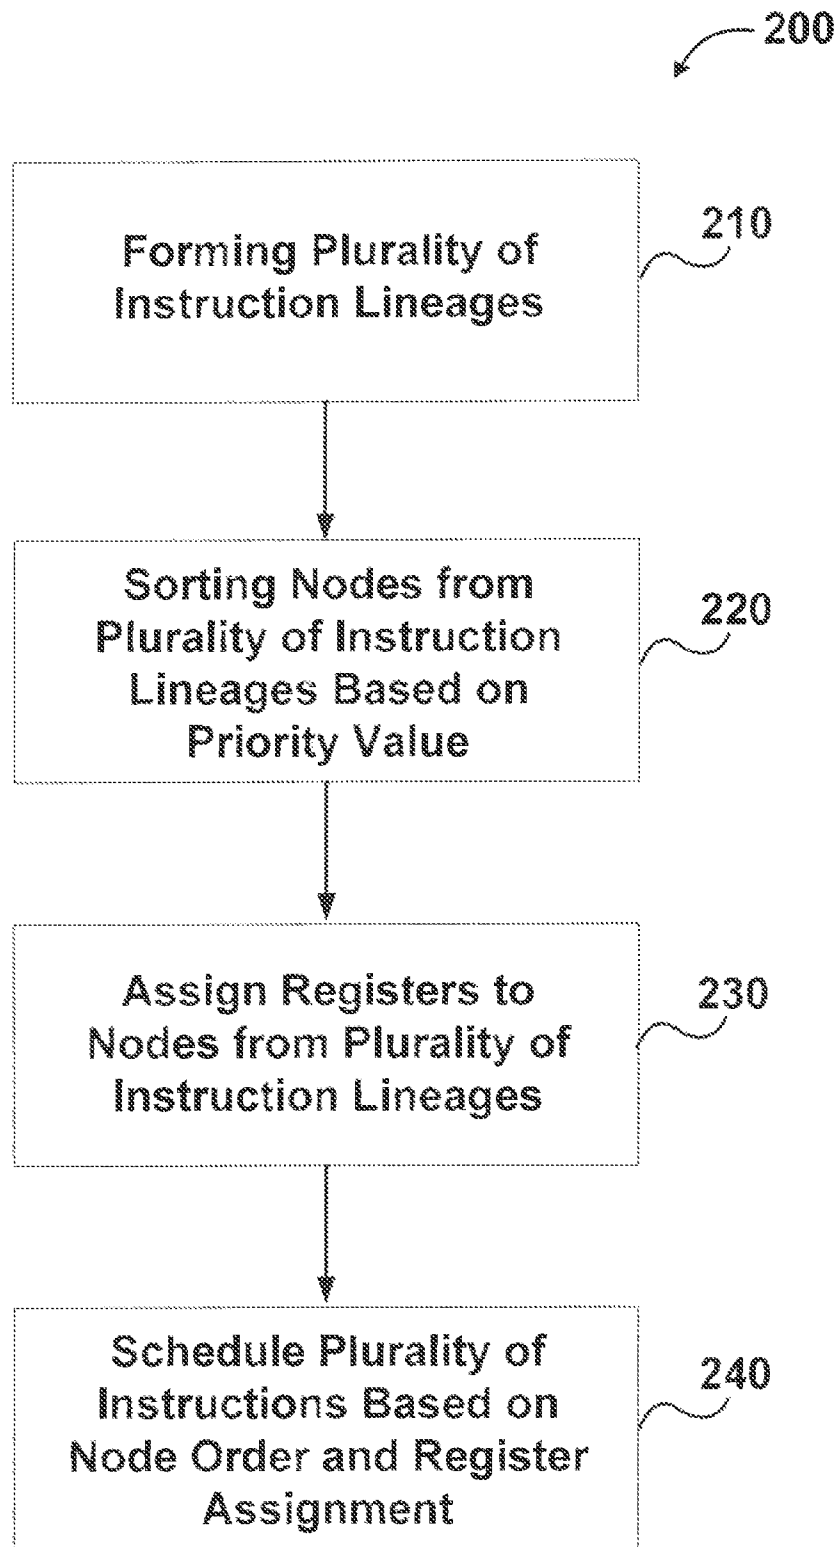 200
Forming Plurality of
Instruction Lineages
210
Sorting Nodes from
Plurality of Instruction
Lineages Based on
Priority Value
220
Assign Registers to
Nodes from Plurality of
Instruction Lineages
230
Schedule Plurality of
Instructions Based on
Node Order and Register
Assignment
240